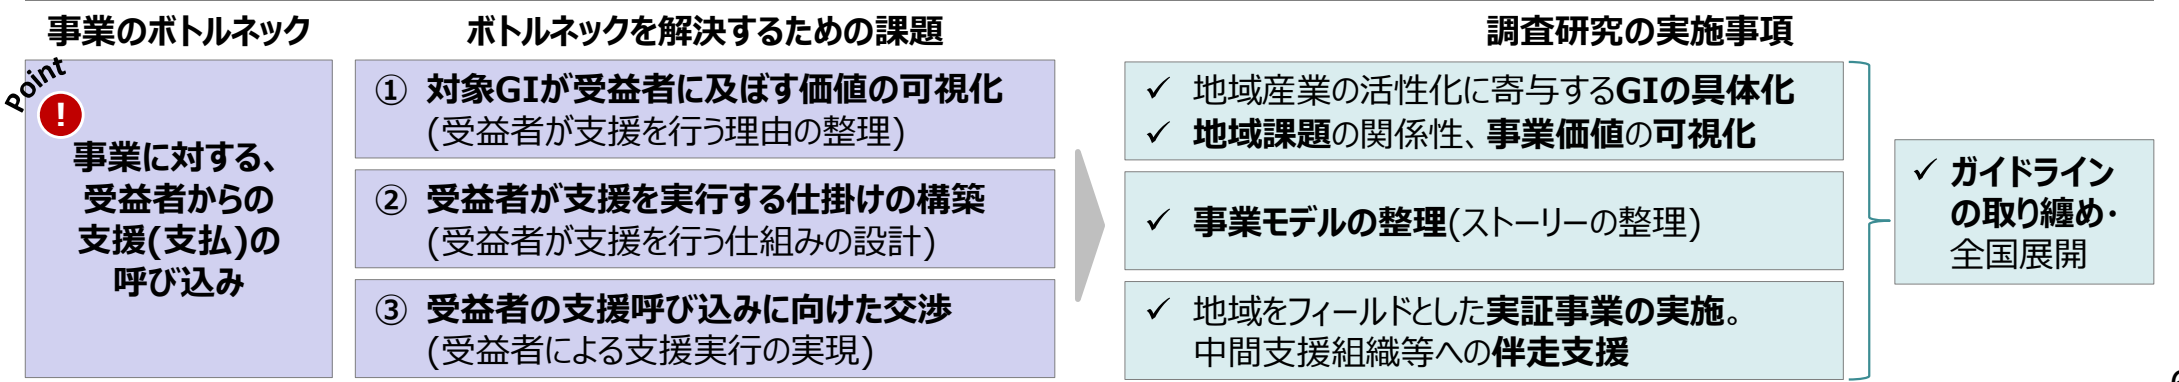 事業のボトルネック
ボトルネックを解決するための課題
調査研究の実施事項
Point
!
事業に対する、
受益者からの
支援(支払)の
呼び込み
① 対象GIが受益者に及ぼす価値の可視化
(受益者が支援を行う理由の整理)
② 受益者が支援を実行する仕掛けの構築
(受益者が支援を行う仕組みの設計)
③ 受益者の支援呼び込みに向けた交渉
(受益者による支援実行の実現)
✓ 地域産業の活性化に寄与するGIの具体化
✓ 地域課題の関係性、事業価値の可視化
✓ 事業モデルの整理(ストーリーの整理)
✓ 地域をフィールドとした実証事業の実施。
中間支援組織等への伴走支援
✓ ガイドライン
の取り纏め・
全国展開